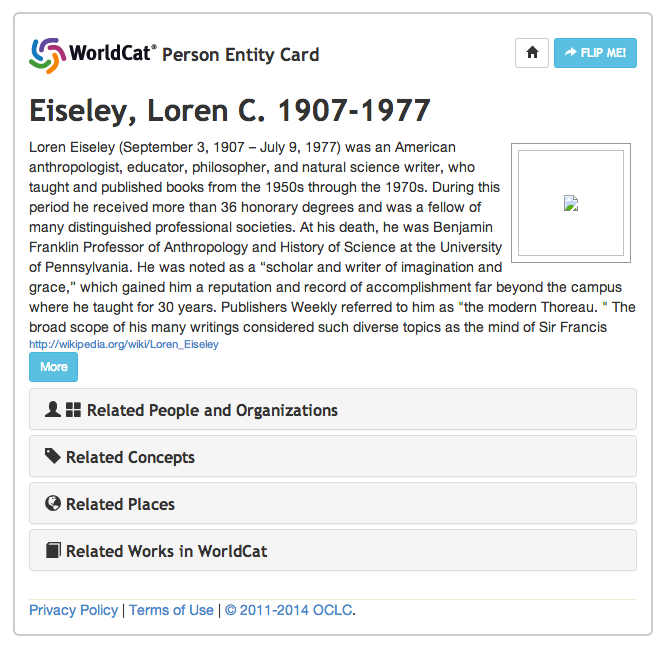 WorldCat® Person Entity Card
FLIP ME!
Eiseley, Loren C. 1907-1977
Loren Eiseley (September 3, 1907 – July 9, 1977) was an American
anthropologist, educator, philosopher, and natural science writer, who
taught and published books from the 1950s through the 1970s. During this
period he received more than 36 honorary degrees and was a fellow of
many distinguished professional societies. At his death, he was Benjamin
Franklin Professor of Anthropology and History of Science at the University
of Pennsylvania. He was noted as a “scholar and writer of imagination and
grace,” which gained him a reputation and record of accomplishment far beyond the campus
where he taught for 30 years. Publishers Weekly referred to him as "the modern Thoreau. " The
broad scope of his many writings considered such diverse topics as the mind of Sir Francis
http://wikipedia.org/wiki/Loren_Eiseley
More
Related People and Organizations
Related Concepts
Related Places
Related Works in WorldCat
Privacy Policy | Terms of Use | © 2011-2014 OCLC.